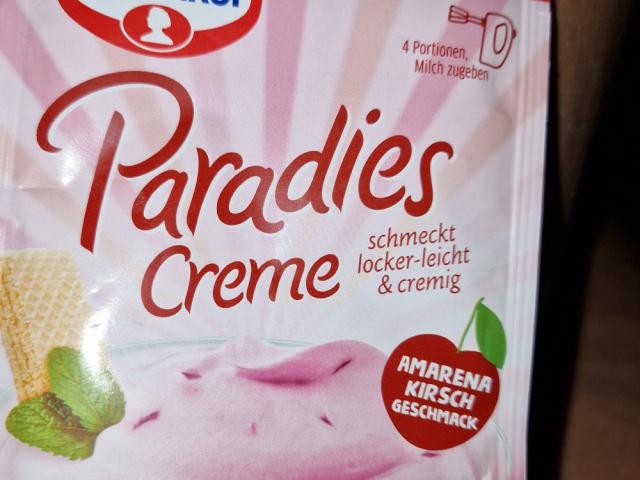 4 Portionen,
Milch zugeben
Paradies
Creme
schmeckt
locker-leicht
& cremig
AMARENA
KIRSCH
GESCHMACK